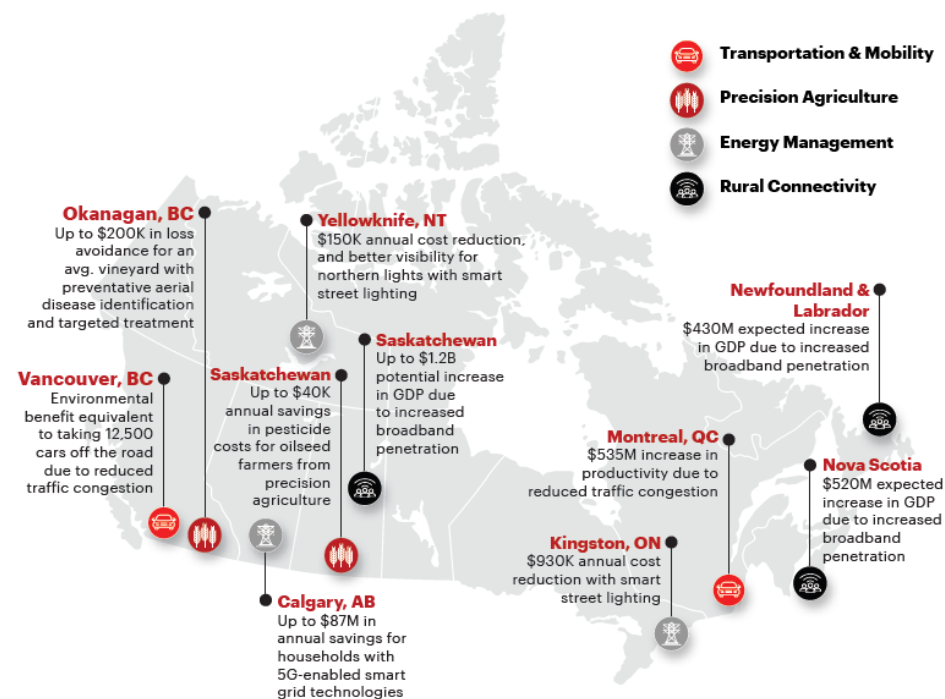 Transportation & Mobility
Precision Agriculture
Energy Management
Rural Connectivity
Okanagan, BC
Up to $200K in loss
avoidance for an
avg. vineyard with
preventative aerial
disease identification
and targeted treatment
Yellowknife, NT
$150K annual cost reduction,
and better visibility for
northern lights with smart
street lighting
Newfoundland &
Labrador
$430M expected increase
in GDP due to increased
broadband penetration
Vancouver, BC
Environmental
benefit equivalent
to taking 12,500
cars off the road
due to reduced
traffic congestion
Saskatchewan
Up to $40K
annual savings
in pesticide
costs for oilseed
farmers from
precision
agriculture
Saskatchewan
Up to $1.2B
potential increase
in GDP due
to increased
broadband
penetration
Montreal, QC
$535M increase in
productivity due to
reduced traffic congestion
Nova Scotia
$520M expected
increase in GDP
due to increased
broadband
penetration
Kingston, ON
$930K annual cost
reduction with smart
street lighting
Calgary, AB
Up to $87M in
annual savings for
households with
5G-enabled smart
grid technologies